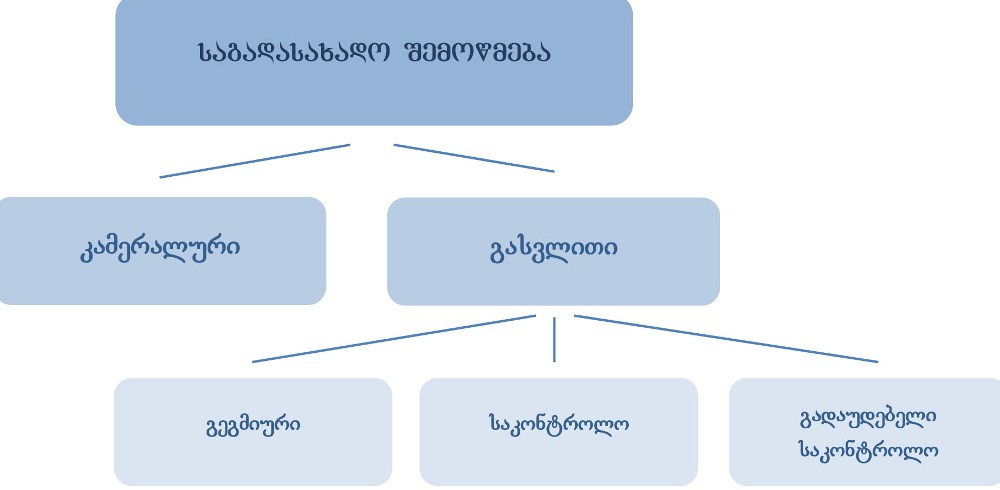 საგადასახადო შემოწმება
კამერალური
გასვლითი
გეგმიური
საკონტროლო
გადაუდებელი
საკონტროლო